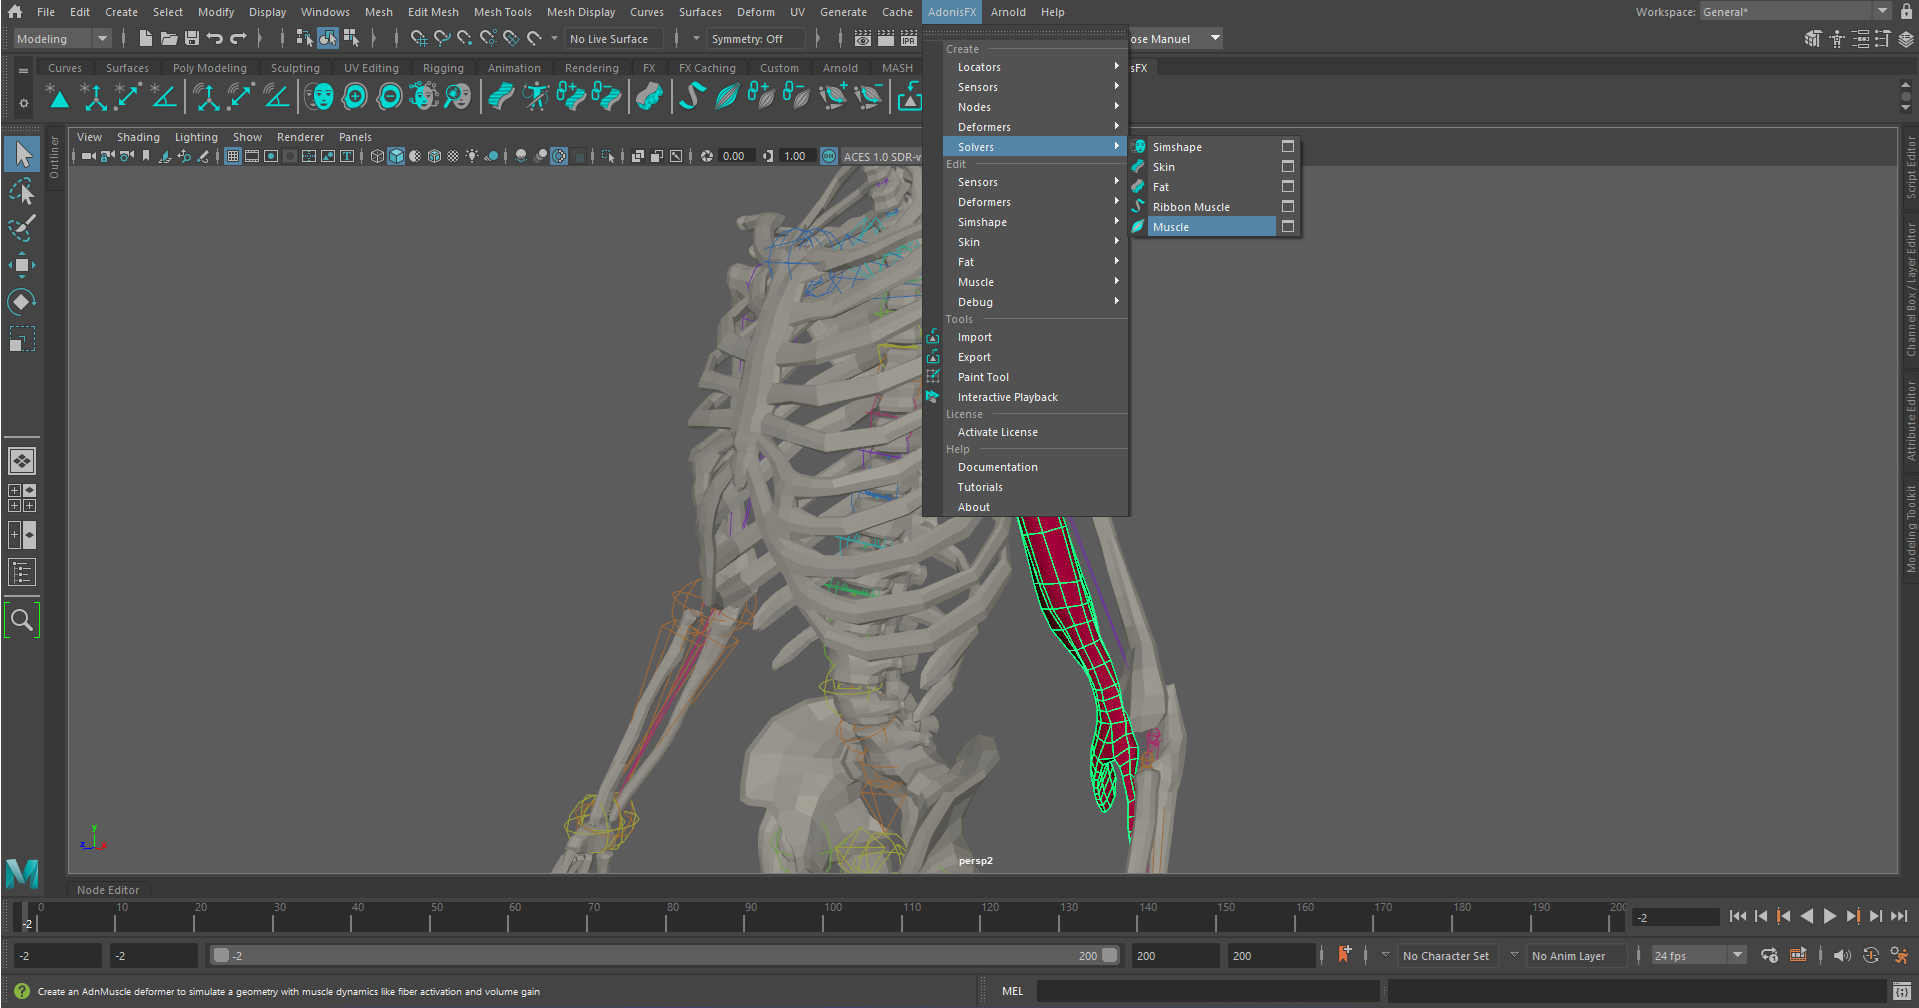 File Edit Create Select Modify Display Windows Mesh Edit Mesh Mesh Tools Mesh Display Curves Surfaces Deform UV Generate Cache AdonisFX Arnold Help Workspace: General*
Modeling No Live Surface Symmetry: Off ose Manuel
Curves Surfaces Poly Modeling Sculpting UV Editing Rigging Animation Rendering FX FX Caching Custom Arnold MASH sFX
IPR
View Shading Lighting Show Renderer Panels
0.00 1.00 ACES 1.0 SDR-v
Outliner
Create
Locators
Sensors
Nodes
Deformers
Solvers
Edit
Sensors
Deformers
Simshape
Skin
Fat
Muscle
Debug
Tools
Import
Export
Paint Tool
Interactive Playback
License
Activate License
Help
Documentation
Tutorials
About
Simshape
Skin
Fat
Ribbon Muscle
Muscle
Script Editor
Channel Box / Layer Editor
Attribute Editor
Modeling Toolkit
y
z x
persp2
Node Editor
0 10 20 30 40 50 60 70 80 90 100 110 120 130 140 150 160 170 180 190 200
-2 -2
-2 -2 -2 200 200 200 No Character Set No Anim Layer 24 fps
Create an AdnMuscle deformer to simulate a geometry with muscle dynamics like fiber activation and volume gain MEL